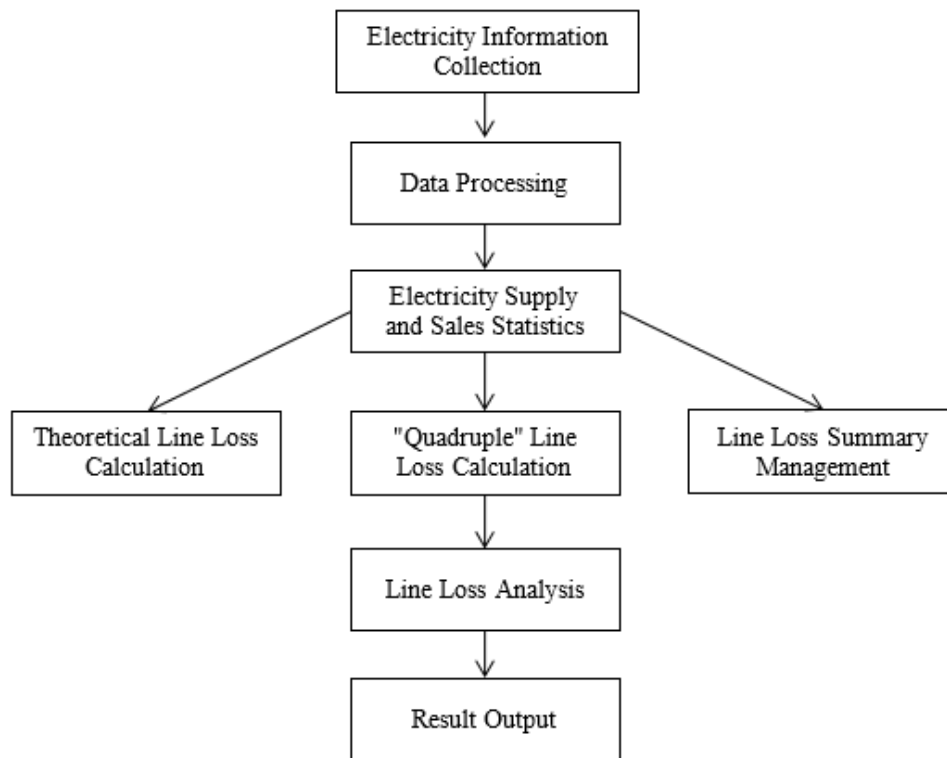 Electricity Information
Collection
Data Processing
Electricity Supply
and Sales Statistics
Theoretical Line Loss
Calculation
"Quadruple" Line
Loss Calculation
Line Loss Summary
Management
Line Loss Analysis
Result Output